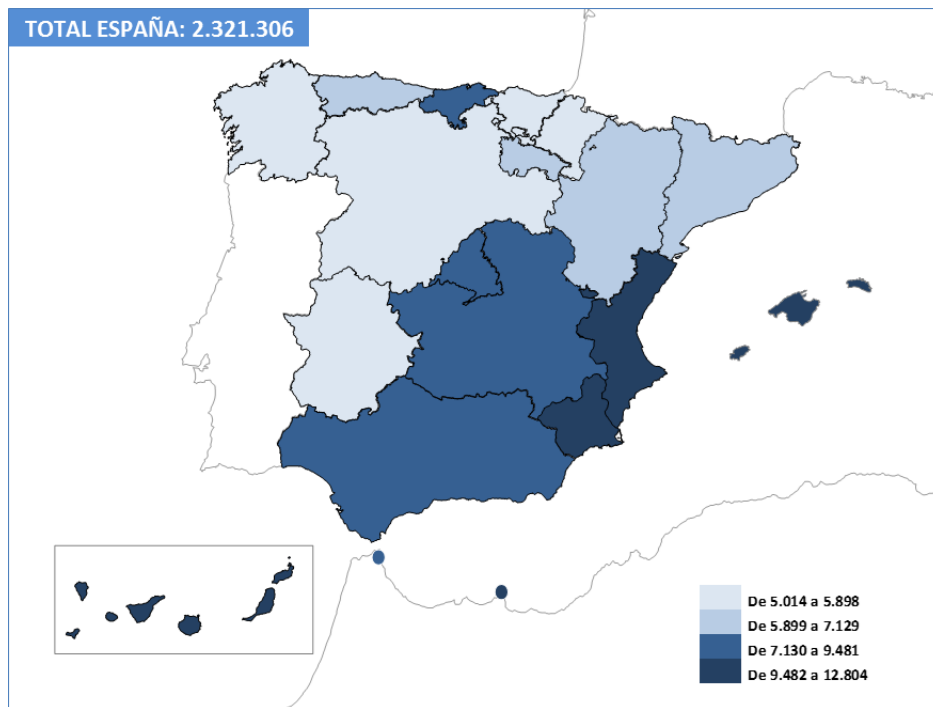 TOTAL ESPAÑA: 2.321.306
De 5.014 a 5.898
De 5.899 a 7.129
De 7.130 a 9.481
De 9.482 a 12.804